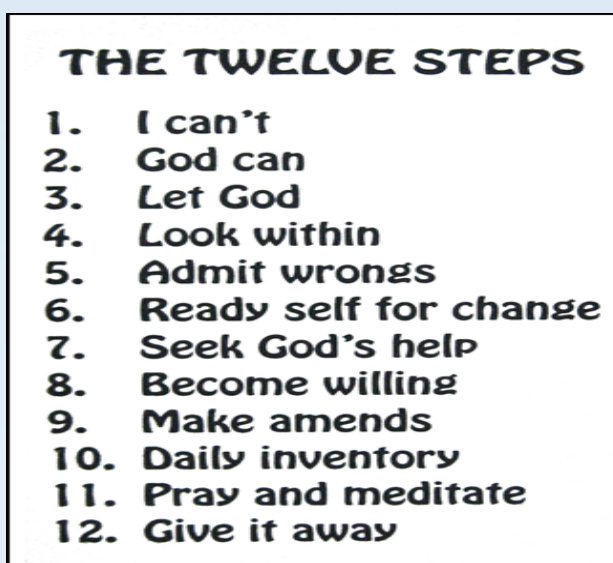 THE TWELVE STEPS
1. I can't
2. God can
3. Let God
4. Look within
5. Admit wrongs
6. Ready self for change
7. Seek God's help
8. Become willing
9. Make amends
10. Daily inventory
11. Pray and meditate
12. Give it away